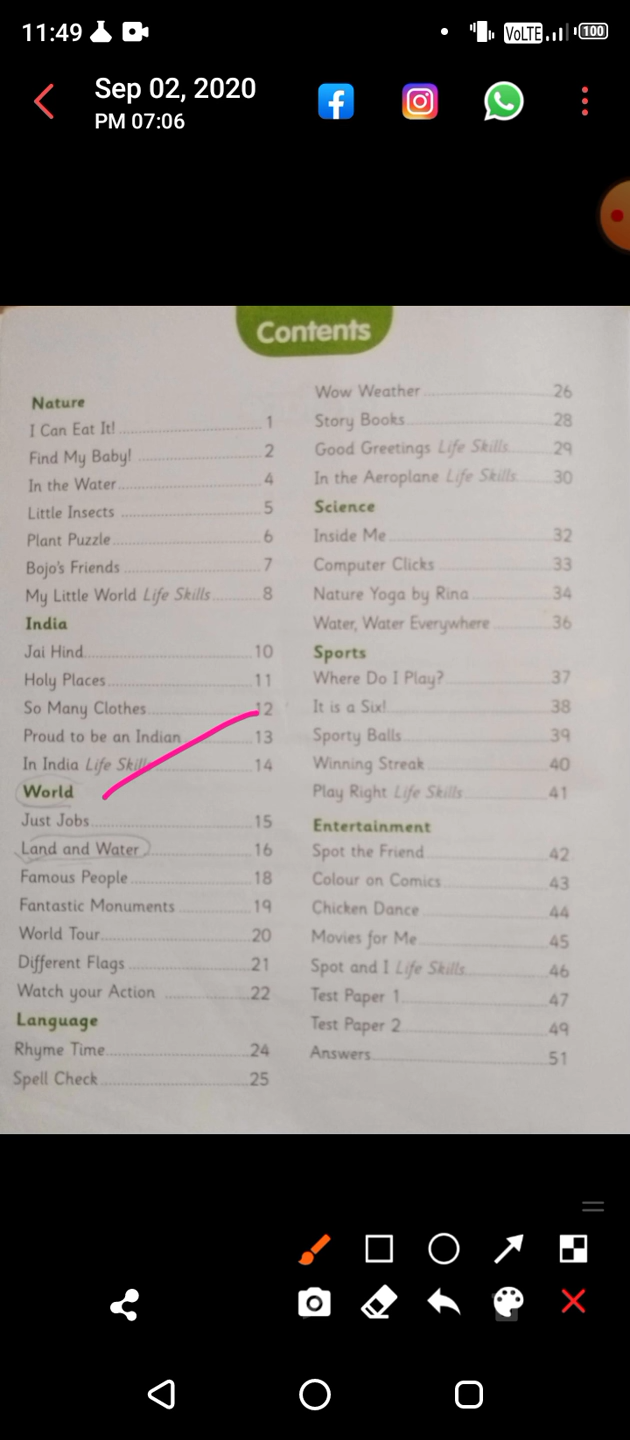 11:49
VoLTE
100
Sep 02, 2020
PM 07:06
Contents
Nature
I Can Eat It! 1
Find My Baby! 2
In the Water 4
Little Insects 5
Plant Puzzle 6
Bojo's Friends 7
My Little World Life Skills 8
India
Jai Hind 10
Holy Places 11
So Many Clothes 12
Proud to be an Indian 13
In India Life Skills 14
World
Just Jobs 15
Land and Water 16
Famous People 18
Fantastic Monuments 19
World Tour 20
Different Flags 21
Watch your Action 22
Language
Rhyme Time 24
Spell Check 25
Wow Weather 26
Story Books 28
Good Greetings Life Skills 29
In the Aeroplane Life Skills 30
Science
Inside Me 32
Computer Clicks 33
Nature Yoga by Rina 34
Water, Water Everywhere 36
Sports
Where Do I Play? 37
It is a Six! 38
Sporty Balls 39
Winning Streak 40
Play Right Life Skills 41
Entertainment
Spot the Friend 42
Colour on Comics 43
Chicken Dance 44
Movies for Me 45
Spot and I Life Skills 46
Test Paper 1 47
Test Paper 2 49
Answers 51